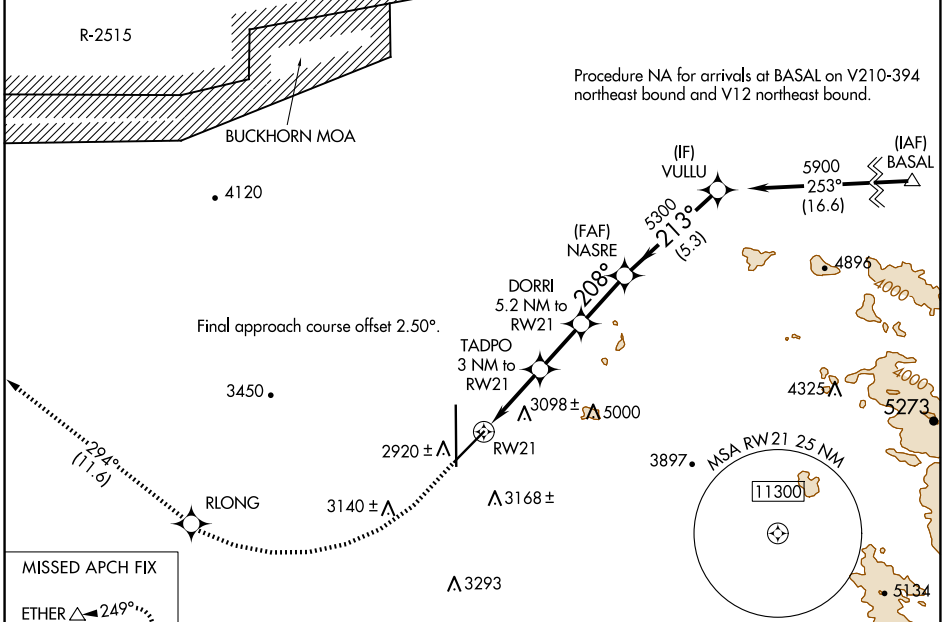 R-2515
Procedure NA for arrivals at BASAL on V210-394
northeast bound and V12 northeast bound.
BUCKHORN MOA
(IAF)
BASAL
(IF)
VULLU
5900
253°
(16.6)
4120
5300
213°
(5.3)
(FAF)
NASRE
208°
4896
4000
DORRI
5.2 NM to
RW21
Final approach course offset 2.50°.
TADPO
3 NM to
RW21
4000
3450
4325
3098 ±
5000
5273
2920 ±
RW21
3897
MSA RW21 25 NM
294°
(11.6)
11300
RLONG
3140 ±
3168 ±
MISSED APCH FIX
3293
5134
ETHER
249°